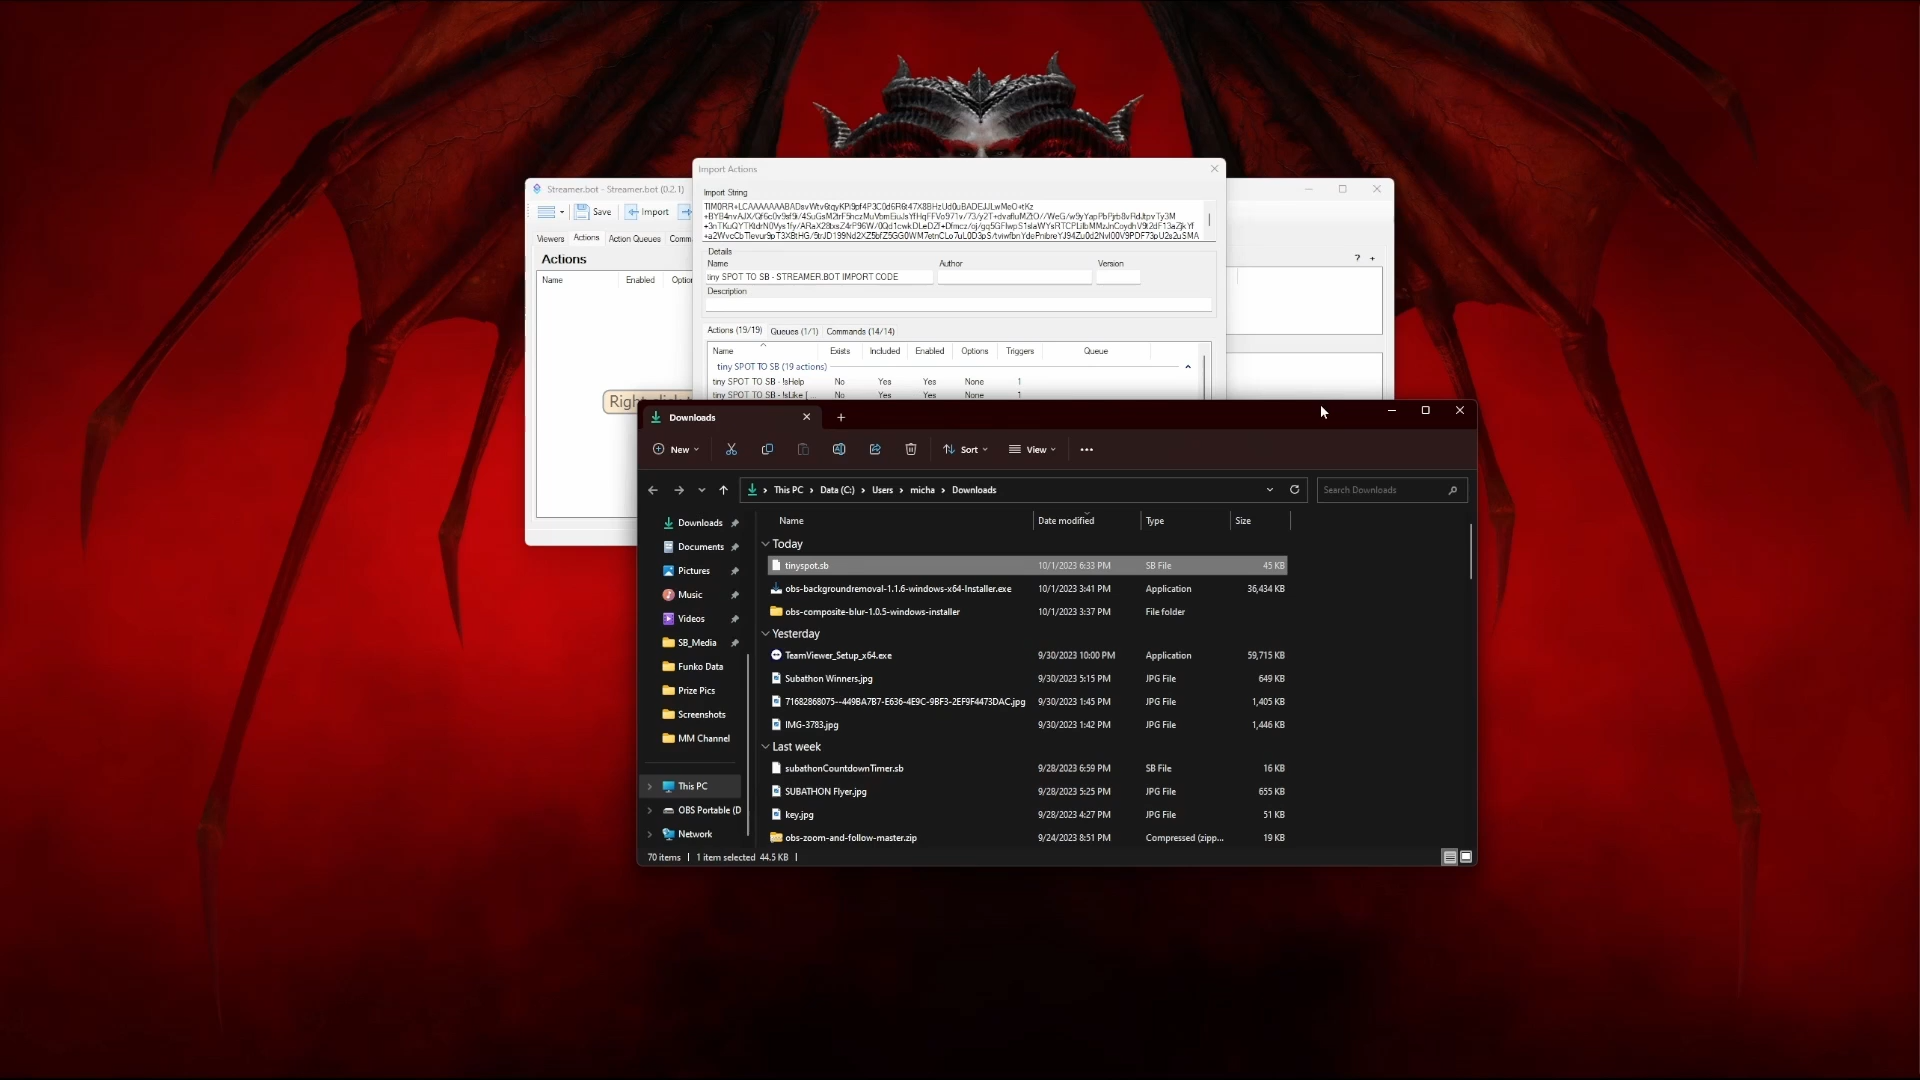 Import Actions
Import String
Streamer.bot - Streamer.bot (0.2.1)
Save
Import
Viewers
Actions
Action Queues
Actions
Name
Enabled
? +
Details
Name
Author
Version
tiny SPOT TO SB - STREAMER.BOT IMPORT CODE
Description
Actions (19/19)
Queues (1/1)
Commands (14/14)
Name
Exists
Included
Enabled
Options
Triggers
Queue
tiny SPOT TO SB (19 actions)
tiny SPOT TO SB - !sHelp No Yes Yes None 1
tiny SPOT TO SB - !sLike [... No Yes Yes None 1
Downloads
New
Sort
View
This PC > Data (C:) > Users > micha > Downloads
Search Downloads
Downloads
Documents
Pictures
Music
Videos
SB_Media
Funko Data
Prize Pics
Screenshots
MM Channel
This PC
OBS Portable (D
Network
Name Date modified Type Size
Today
tinyspot.sb 10/1/2023 6:33 PM SB File 45 KB
obs-backgroundremoval-1.1.6-windows-x64-Installer.exe 10/1/2023 3:41 PM Application 36,434 KB
obs-composite-blur-1.0.5-windows-installer 10/1/2023 3:37 PM File folder
Yesterday
TeamViewer_Setup_x64.exe 9/30/2023 10:00 PM Application 59,715 KB
Subathon Winners.jpg 9/30/2023 5:15 PM JPG File 649 KB
71682868075--449BA7B7-E636-4E9C-9BF3-2EF9F4473DAC.jpg 9/30/2023 1:45 PM JPG File 1,405 KB
IMG-3783.jpg 9/30/2023 1:42 PM JPG File 1,446 KB
Last week
subathonCountdownTimer.sb 9/28/2023 6:59 PM SB File 16 KB
SUBATHON Flyer.jpg 9/28/2023 5:25 PM JPG File 655 KB
key.jpg 9/28/2023 4:27 PM JPG File 51 KB
obs-zoom-and-follow-master.zip 9/24/2023 8:51 PM Compressed (zipp... 19 KB
70 items | 1 item selected 44.5 KB |